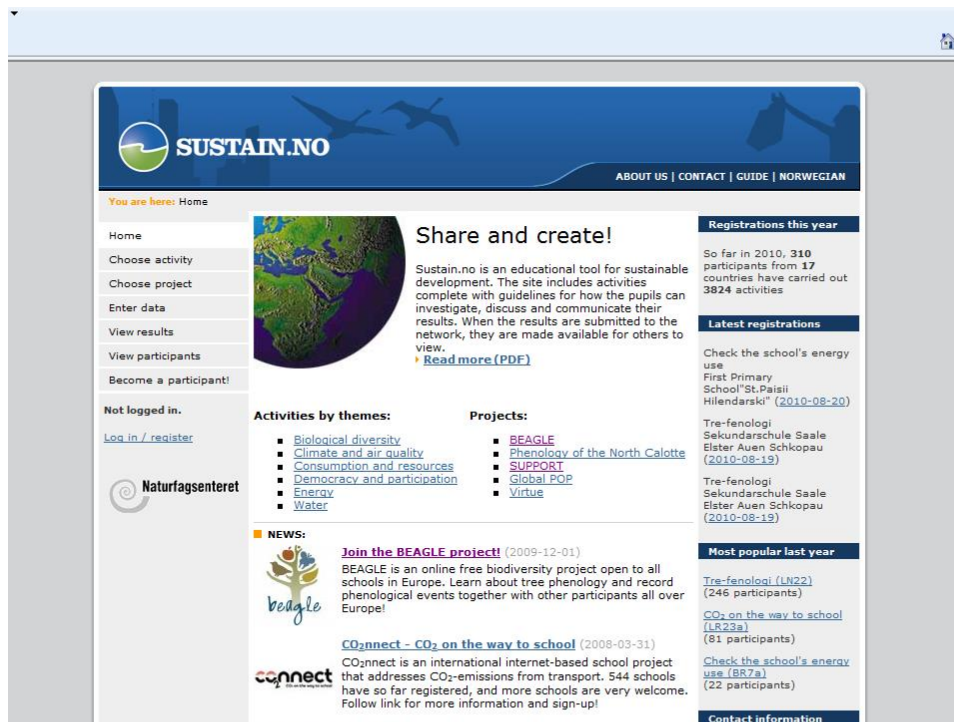 SUSTAIN.NO
ABOUT US | CONTACT | GUIDE | NORWEGIAN
You are here: Home
Home
Choose activity
Choose project
Enter data
View results
View participants
Become a participant!
Not logged in.
Log in / register
Naturfagsenteret
Share and create!
Sustain.no is an educational tool for sustainable
development. The site includes activities
complete with guidelines for how the pupils can
investigate, discuss and communicate their
results. When the results are submitted to the
network, they are made available for others to
view.
Read more (PDF)
Activities by themes:
Biological diversity
Climate and air quality
Consumption and resources
Democracy and participation
Energy
Water
Projects:
BEAGLE
Phenology of the North Calotte
SUPPORT
Global POP
Virtue
NEWS:
beagle
Join the BEAGLE project! (2009-12-01)
BEAGLE is an online free biodiversity project open to all
schools in Europe. Learn about tree phenology and record
phenological events together with other participants all over
Europe!
CO₂nnect - CO₂ on the way to school (2008-03-31)
CO₂nnect is an international internet-based school project
that addresses CO₂-emissions from transport. 544 schools
have so far registered, and more schools are very welcome.
Follow link for more information and sign-up!
CO₂nnect
CO₂ on the way to school
Registrations this year
So far in 2010, 310
participants from 17
countries have carried out
3824 activities
Latest registrations
Check the school's energy
use
First Primary
School"St.Paisii
Hilendarski" (2010-08-20)
Tre-fenologi
Sekundarschule Saale
Elster Auen Schkopau
(2010-08-19)
Tre-fenologi
Sekundarschule Saale
Elster Auen Schkopau
(2010-08-19)
Most popular last year
Tre-fenologi (LN22)
(246 participants)
CO₂ on the way to school
(LR23a)
(81 participants)
Check the school's energy
use (BR7a)
(22 participants)
Contact information